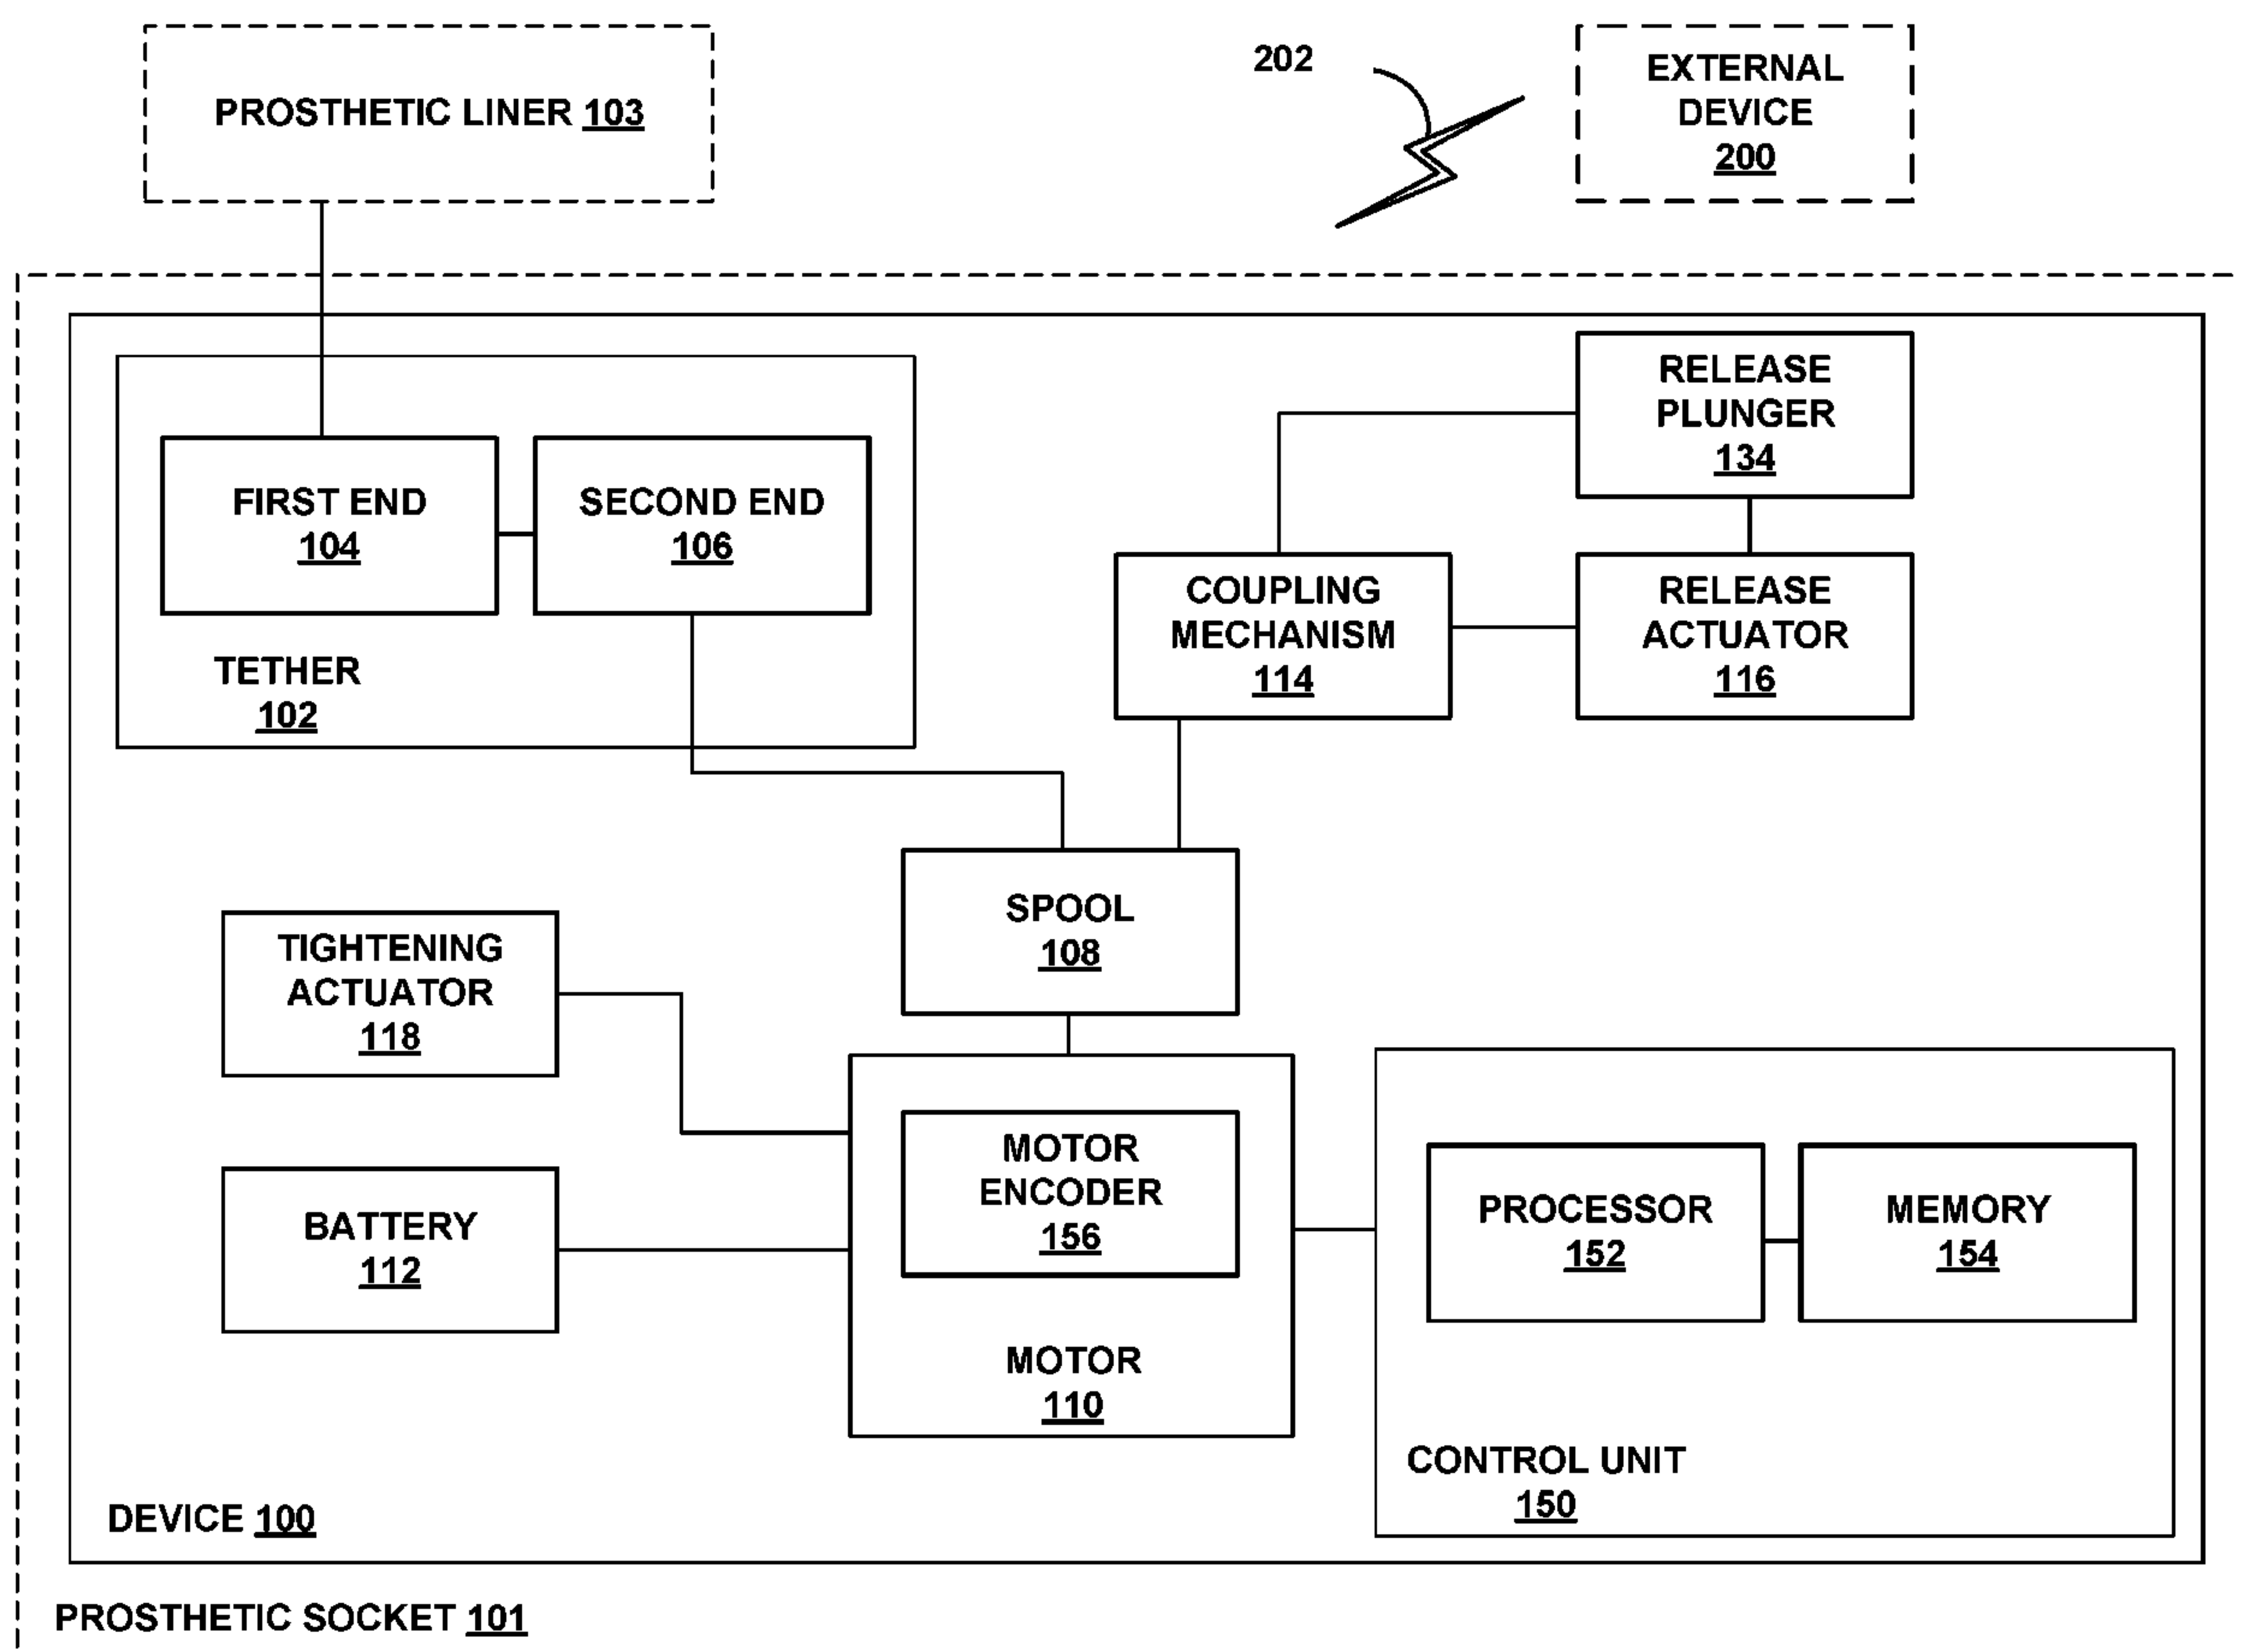 PROSTHETIC LINER 103
202
EXTERNAL
DEVICE
200
RELEASE
PLUNGER
134
FIRST END
104
SECOND END
106
TETHER
102
COUPLING
MECHANISM
114
RELEASE
ACTUATOR
116
SPOOL
108
TIGHTENING
ACTUATOR
118
BATTERY
112
MOTOR
ENCODER
156
MOTOR
110
PROCESSOR
152
MEMORY
154
CONTROL UNIT
150
DEVICE 100
PROSTHETIC SOCKET 101